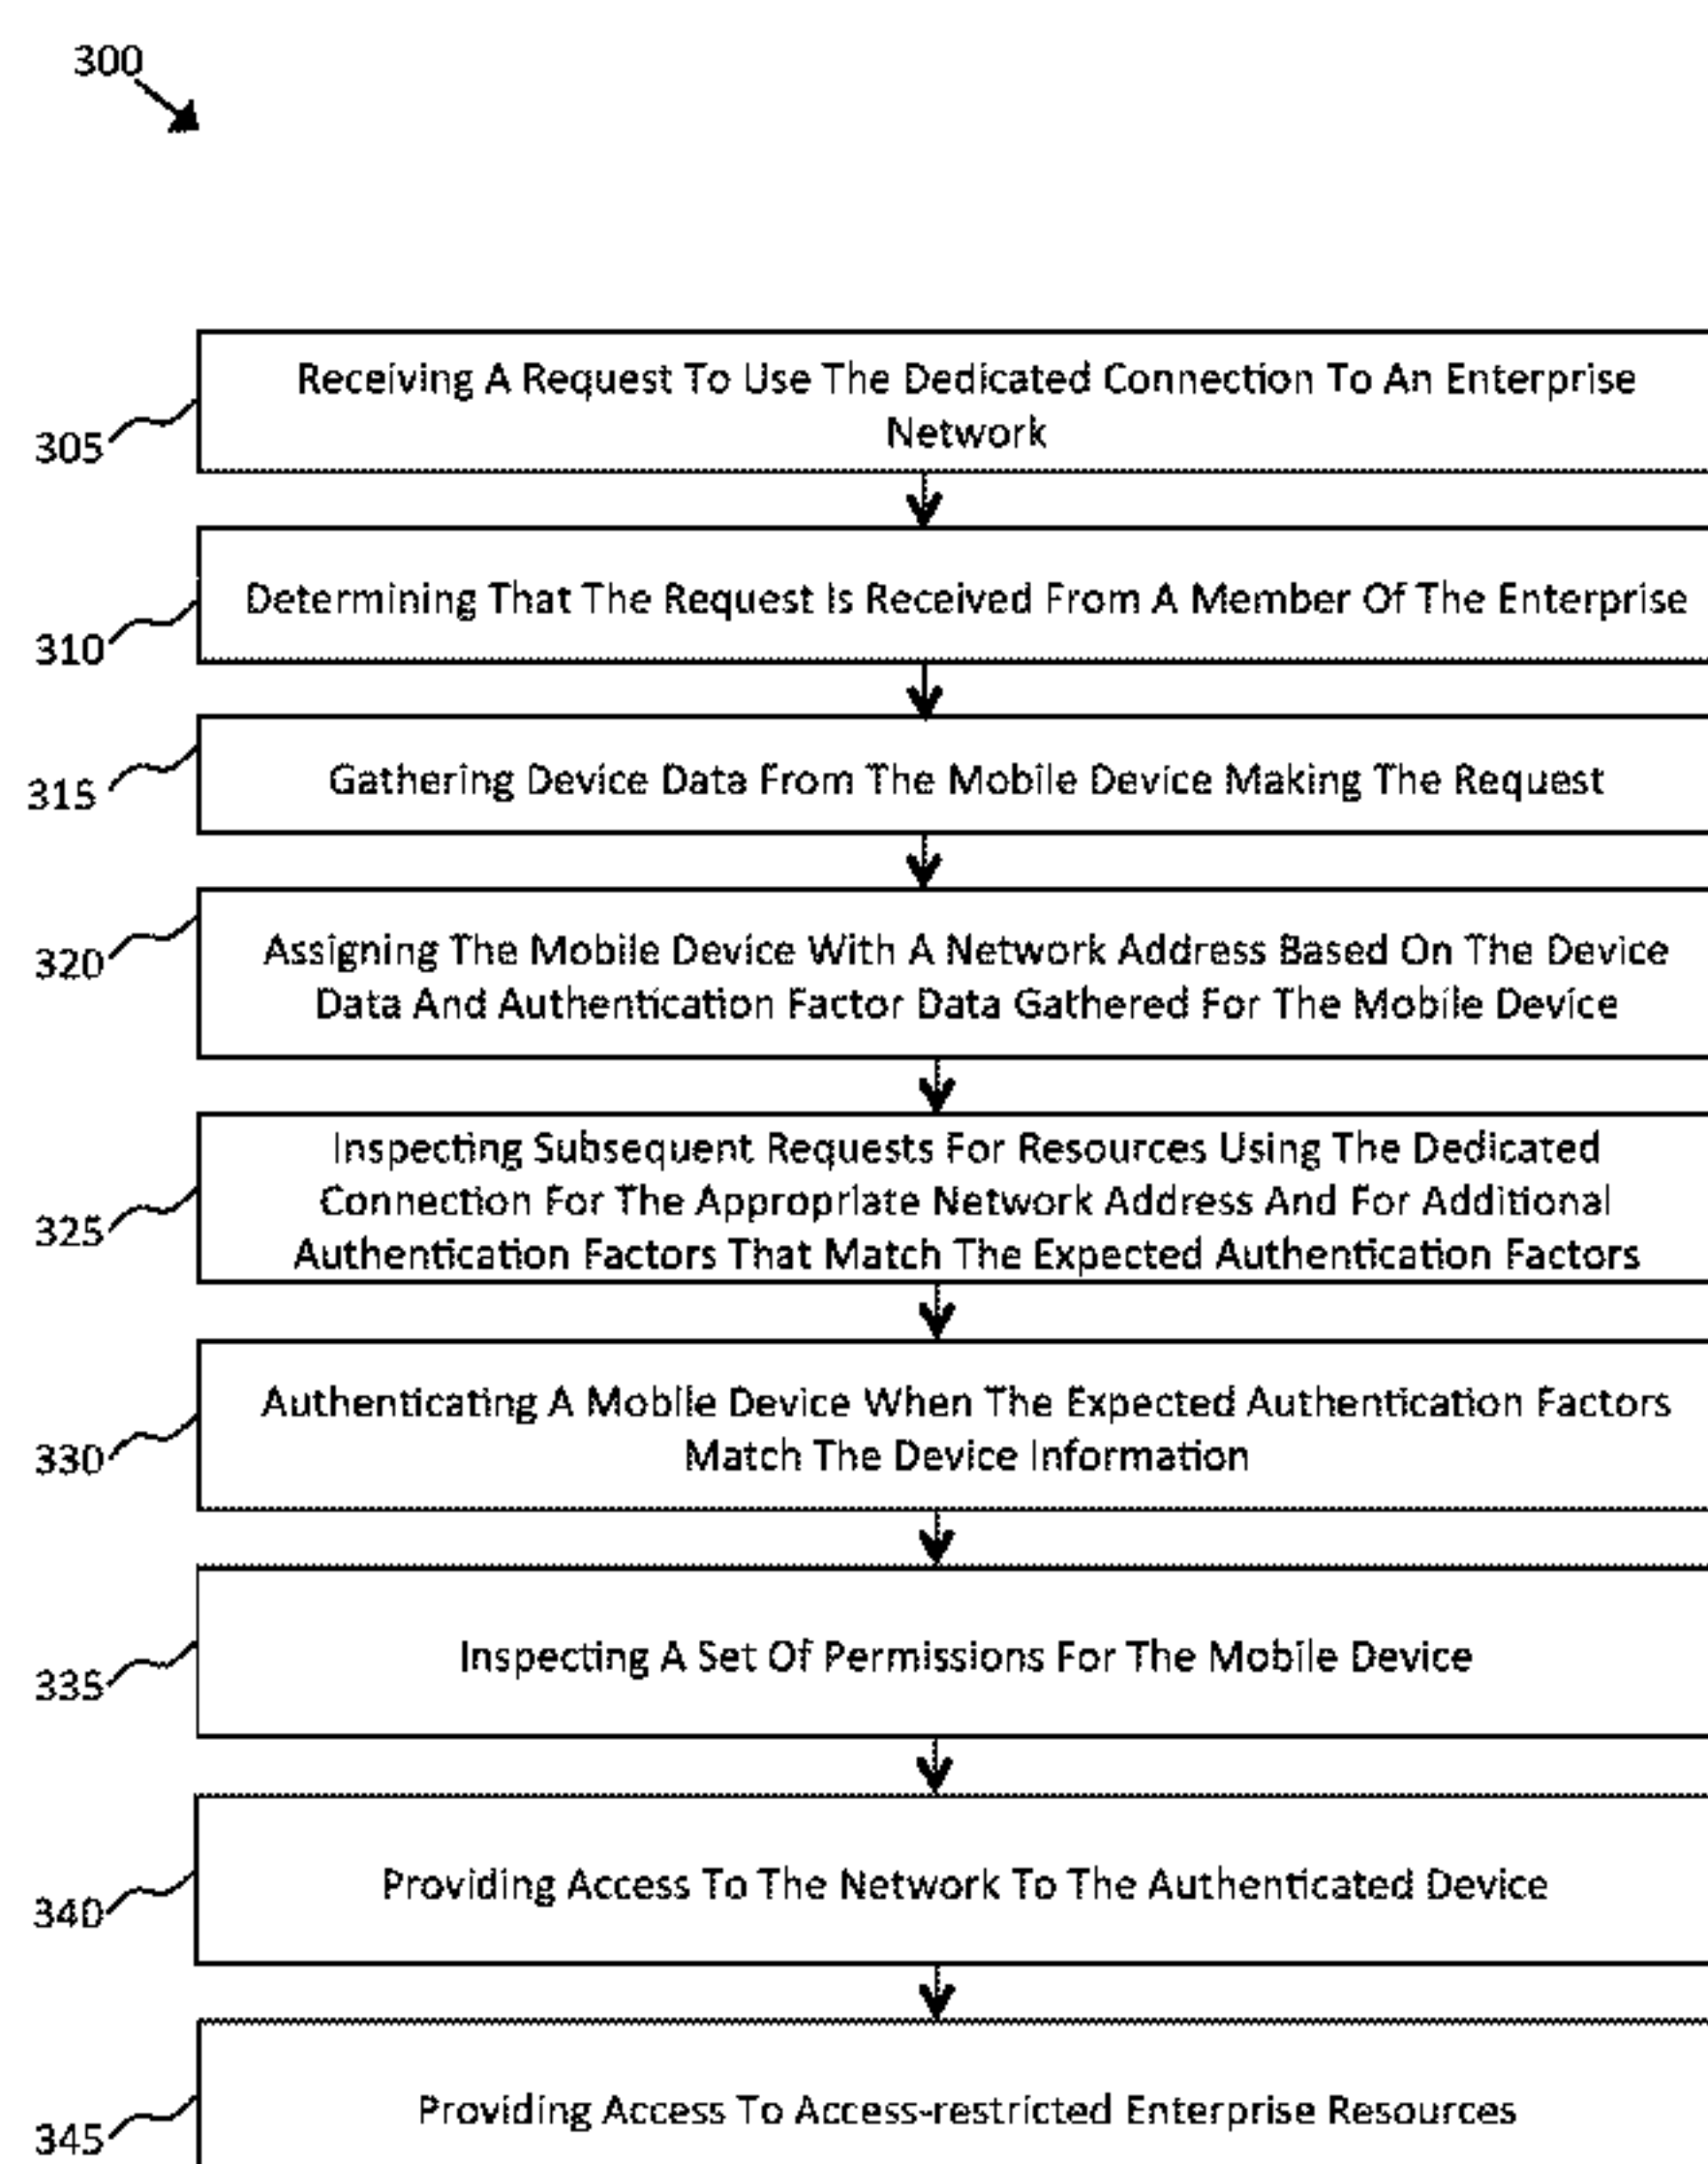 300
305
Receiving A Request To Use The Dedicated Connection To An Enterprise
Network
310
Determining That The Request Is Received From A Member Of The Enterprise
315
Gathering Device Data From The Mobile Device Making The Request
320
Assigning The Mobile Device With A Network Address Based On The Device
Data And Authentication Factor Data Gathered For The Mobile Device
325
Inspecting Subsequent Requests For Resources Using The Dedicated
Connection For The Appropriate Network Address And For Additional
Authentication Factors That Match The Expected Authentication Factors
330
Authenticating A Mobile Device When The Expected Authentication Factors
Match The Device Information
335
Inspecting A Set Of Permissions For The Mobile Device
340
Providing Access To The Network To The Authenticated Device
345
Providing Access To Access-restricted Enterprise Resources